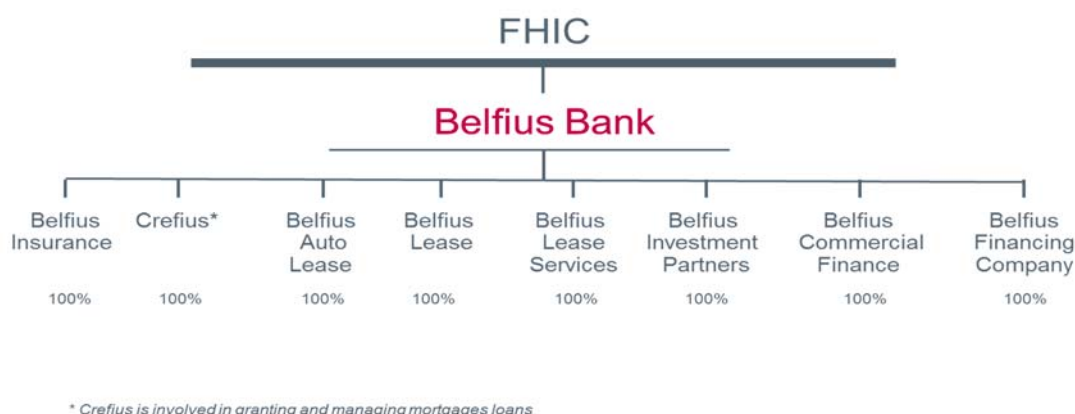 FHIC
Belfius Bank
Belfius
Insurance
Crefius*
Belfius
Auto
Lease
Belfius
Lease
Belfius
Lease
Services
Belfius
Investment
Partners
Belfius
Commercial
Finance
Belfius
Financing
Company
100%
100%
100%
100%
100%
100%
100%
100%
* Crefius is involved in granting and managing mortgages loans